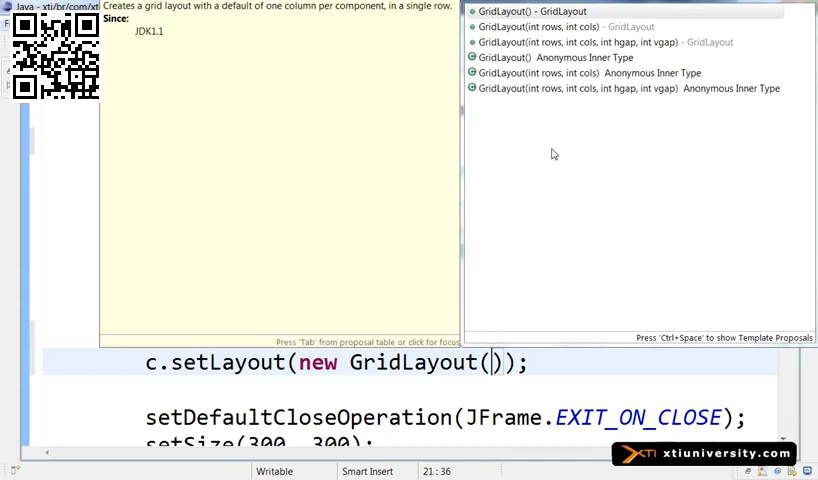 Java - xti/br/com/xt
Creates a grid layout with a default of one column per component, in a single row.
Since:
JDK1.1
GridLayout() - GridLayout
GridLayout(int rows, int cols) - GridLayout
GridLayout(int rows, int cols, int hgap, int vgap) - GridLayout
GridLayout() Anonymous Inner Type
GridLayout(int rows, int cols) Anonymous Inner Type
GridLayout(int rows, int cols, int hgap, int vgap) Anonymous Inner Type
Press 'Tab' from proposal table or click for focus
Press 'Ctrl+Space' to show Template Proposals
c.setLayout(new GridLayout());
setDefaultCloseOperation(JFrame.EXIT_ON_CLOSE);
setSize(300, 300);
XTI xtiuniversity.com
Writable
Smart Insert
21 : 36